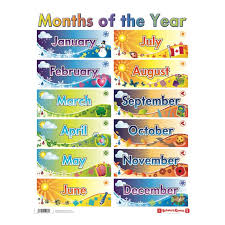 Months of the Year
January
July
February
August
March
September
April
October
May
November
June
December